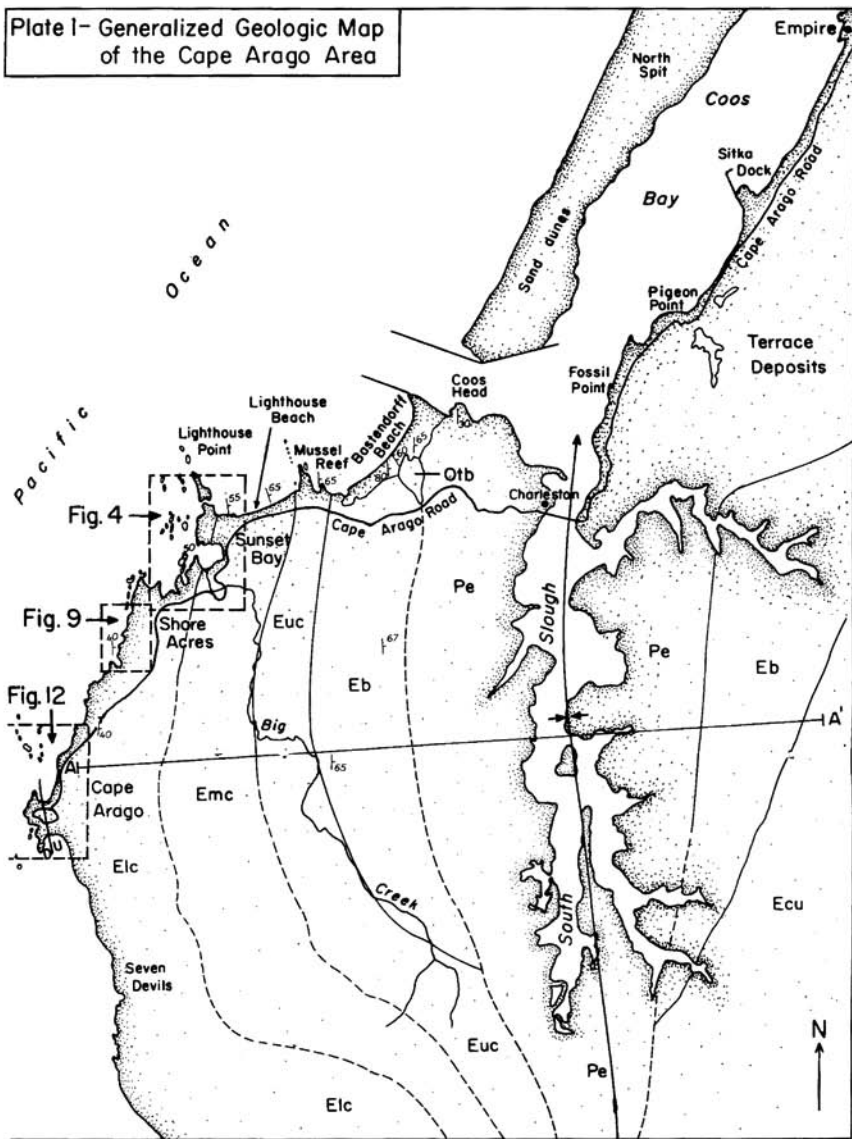 Plate 1- Generalized Geologic Map
of the Cape Arago Area
Empire
North
Spit
Coos
Bay
Sitka
Dock
Cape Arago Road
Sand dunes
Pigeon
Point
Terrace
Deposits
Fossil
Point
Pacific Ocean
Coos
Head
Lighthouse
Beach
Bastendorff
Beach
Lighthouse
Point
Mussel
Reef
30
65
60
80
Otb
65
65
55
Charleston
Cape Arago Road
Fig. 4
Sunset
Bay
Fig. 9
Shore
Acres
40
Euc
Pe
67
Eb
Slough
Pe
Eb
Fig. 12
40
Big
A
A'
65
Cape
Arago
Emc
Elc
Creek
South
Ecu
U
Seven
Devils
N
Euc
Pe
Elc